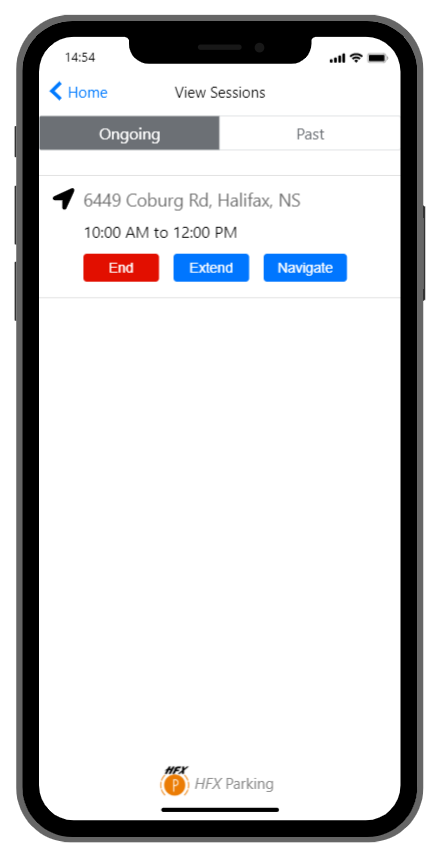 14:54
Home View Sessions
Ongoing Past
6449 Coburg Rd, Halifax, NS
10:00 AM to 12:00 PM
End Extend Navigate
HFX
P
HFX Parking